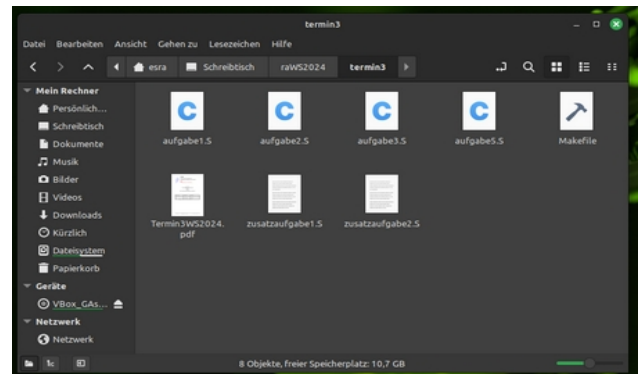 termin3
Datei Bearbeiten Ansicht Gehen zu Lesezeichen Hilfe
esra Schreibtisch raWS2024 termin3
Mein Rechner
Persönlich...
Schreibtisch
Dokumente
Musik
Bilder
Videos
Downloads
Kürzlich
Dateisystem
Papierkorb
Geräte
VBox_GAs...
Netzwerk
Netzwerk
C C C C
aufgabe1.S aufgabe2.S aufgabe3.S aufgabe5.S Makefile
Termin3WS2024.pdf zusatzaufgabe1.S zusatzaufgabe2.S
8 Objekte, freier Speicherplatz: 10,7 GB